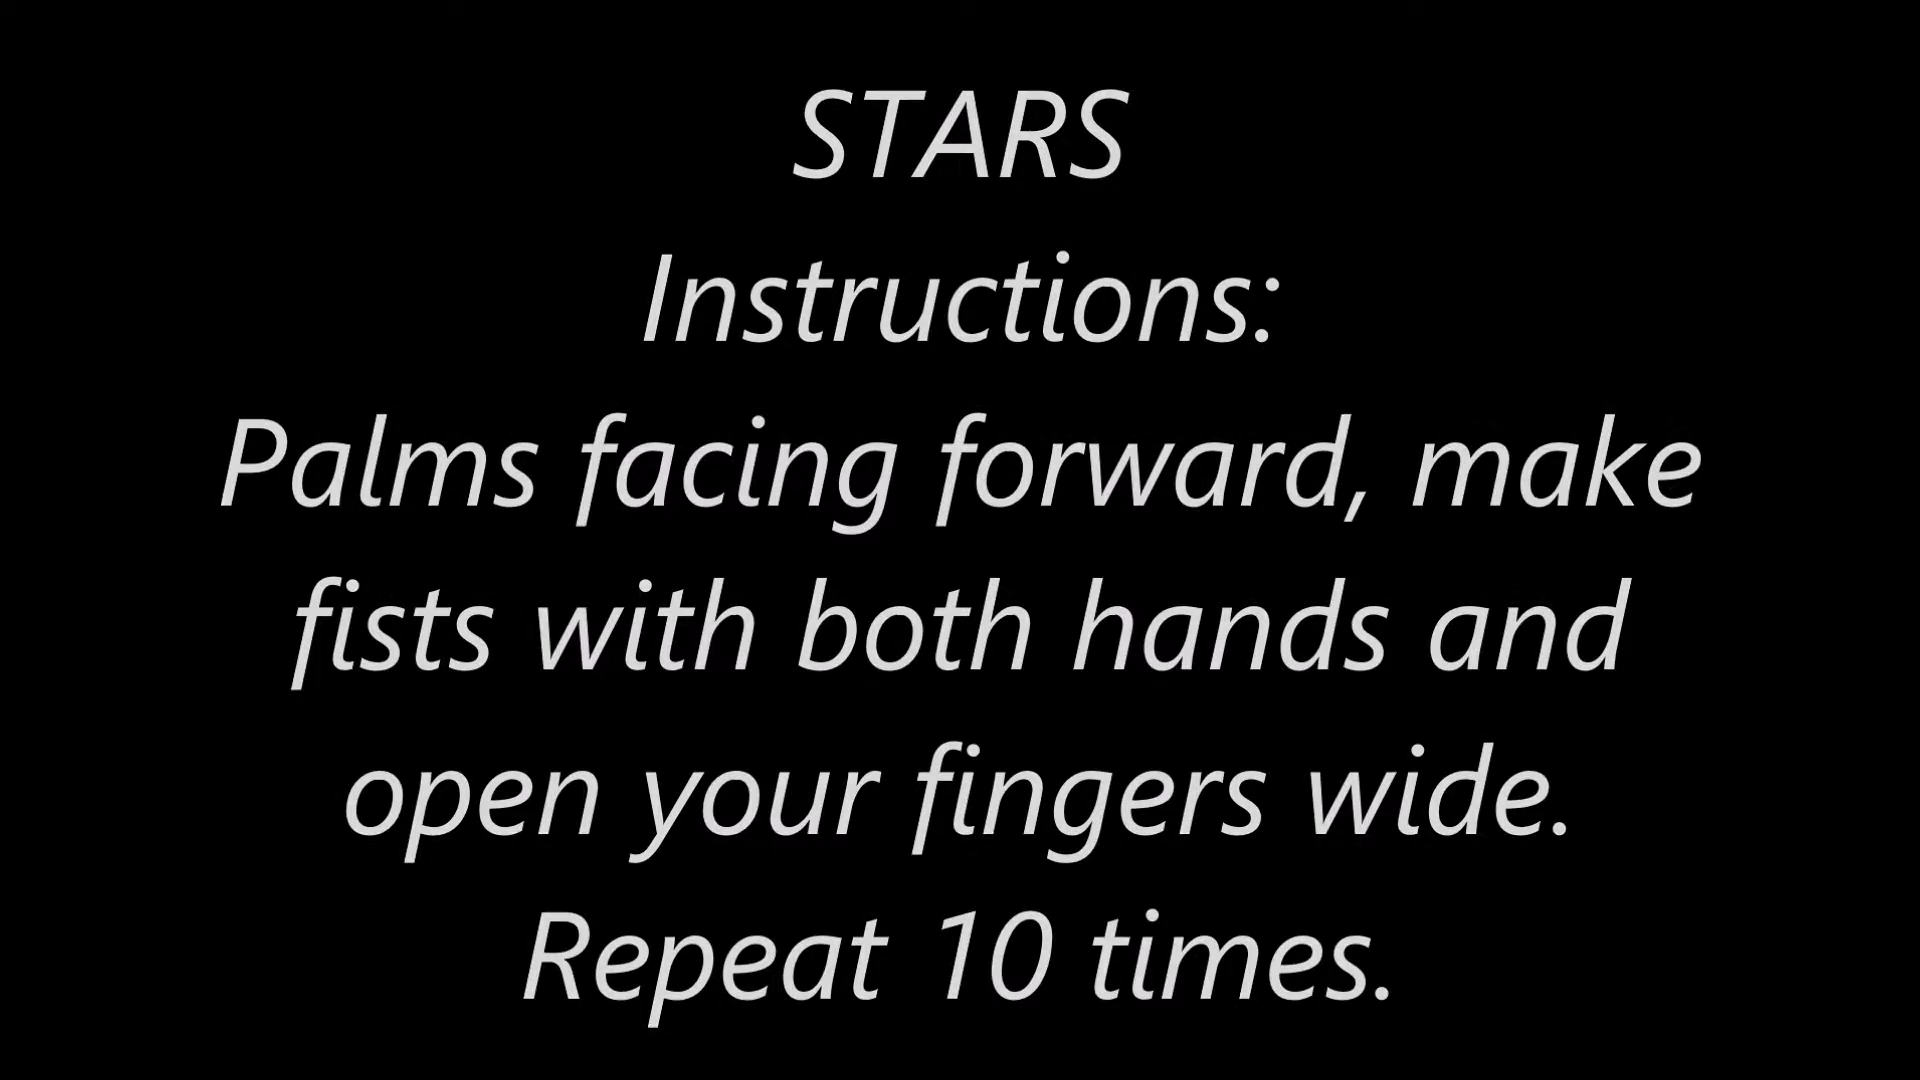 STARS
Instructions:
Palms facing forward, make
fists with both hands and
open your fingers wide.
Repeat 10 times.